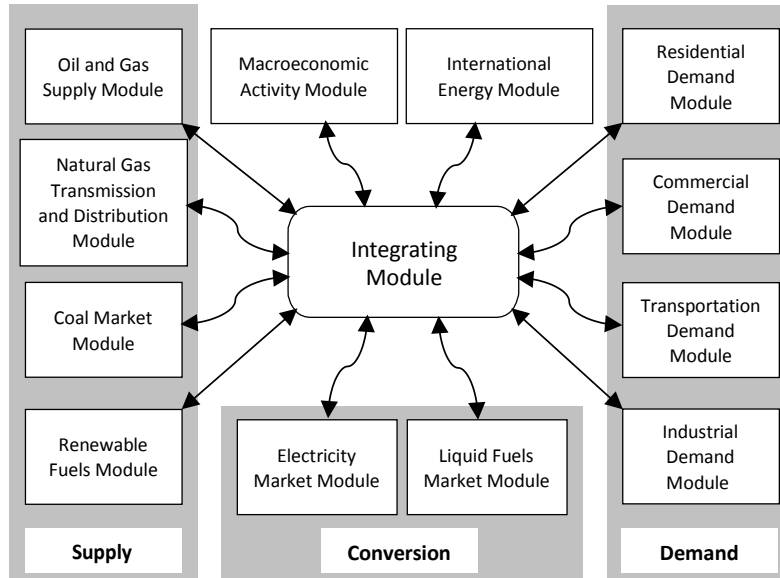 Oil and Gas
Supply Module
Macroeconomic
Activity Module
International
Energy Module
Residential
Demand
Module
Natural Gas
Transmission
and Distribution
Module
Commercial
Demand
Module
Integrating
Module
Coal Market
Module
Transportation
Demand
Module
Renewable
Fuels Module
Electricity
Market Module
Liquid Fuels
Market Module
Industrial
Demand
Module
Supply
Conversion
Demand